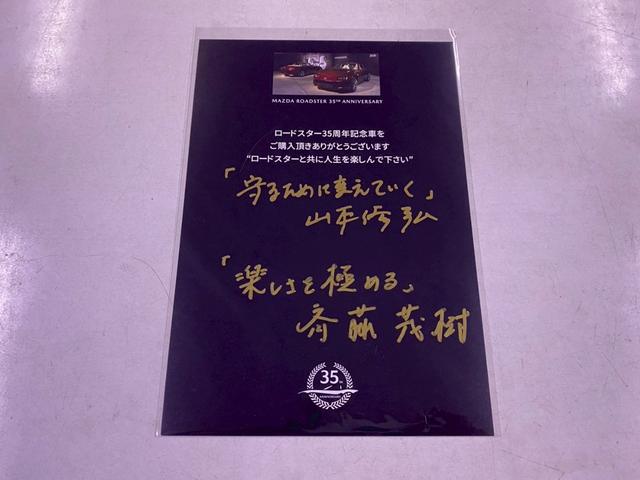 MAZDA ROADSTER 35TH ANNIVERSARY
ロードスター35周年記念車を
ご購入頂きありがとうございます
"ロードスターと共に人生を楽しんで下さい"
「守るために変えていく」
山本修弘
「楽しさを極める」
斉藤茂樹
35TH
ANNIVERSARY